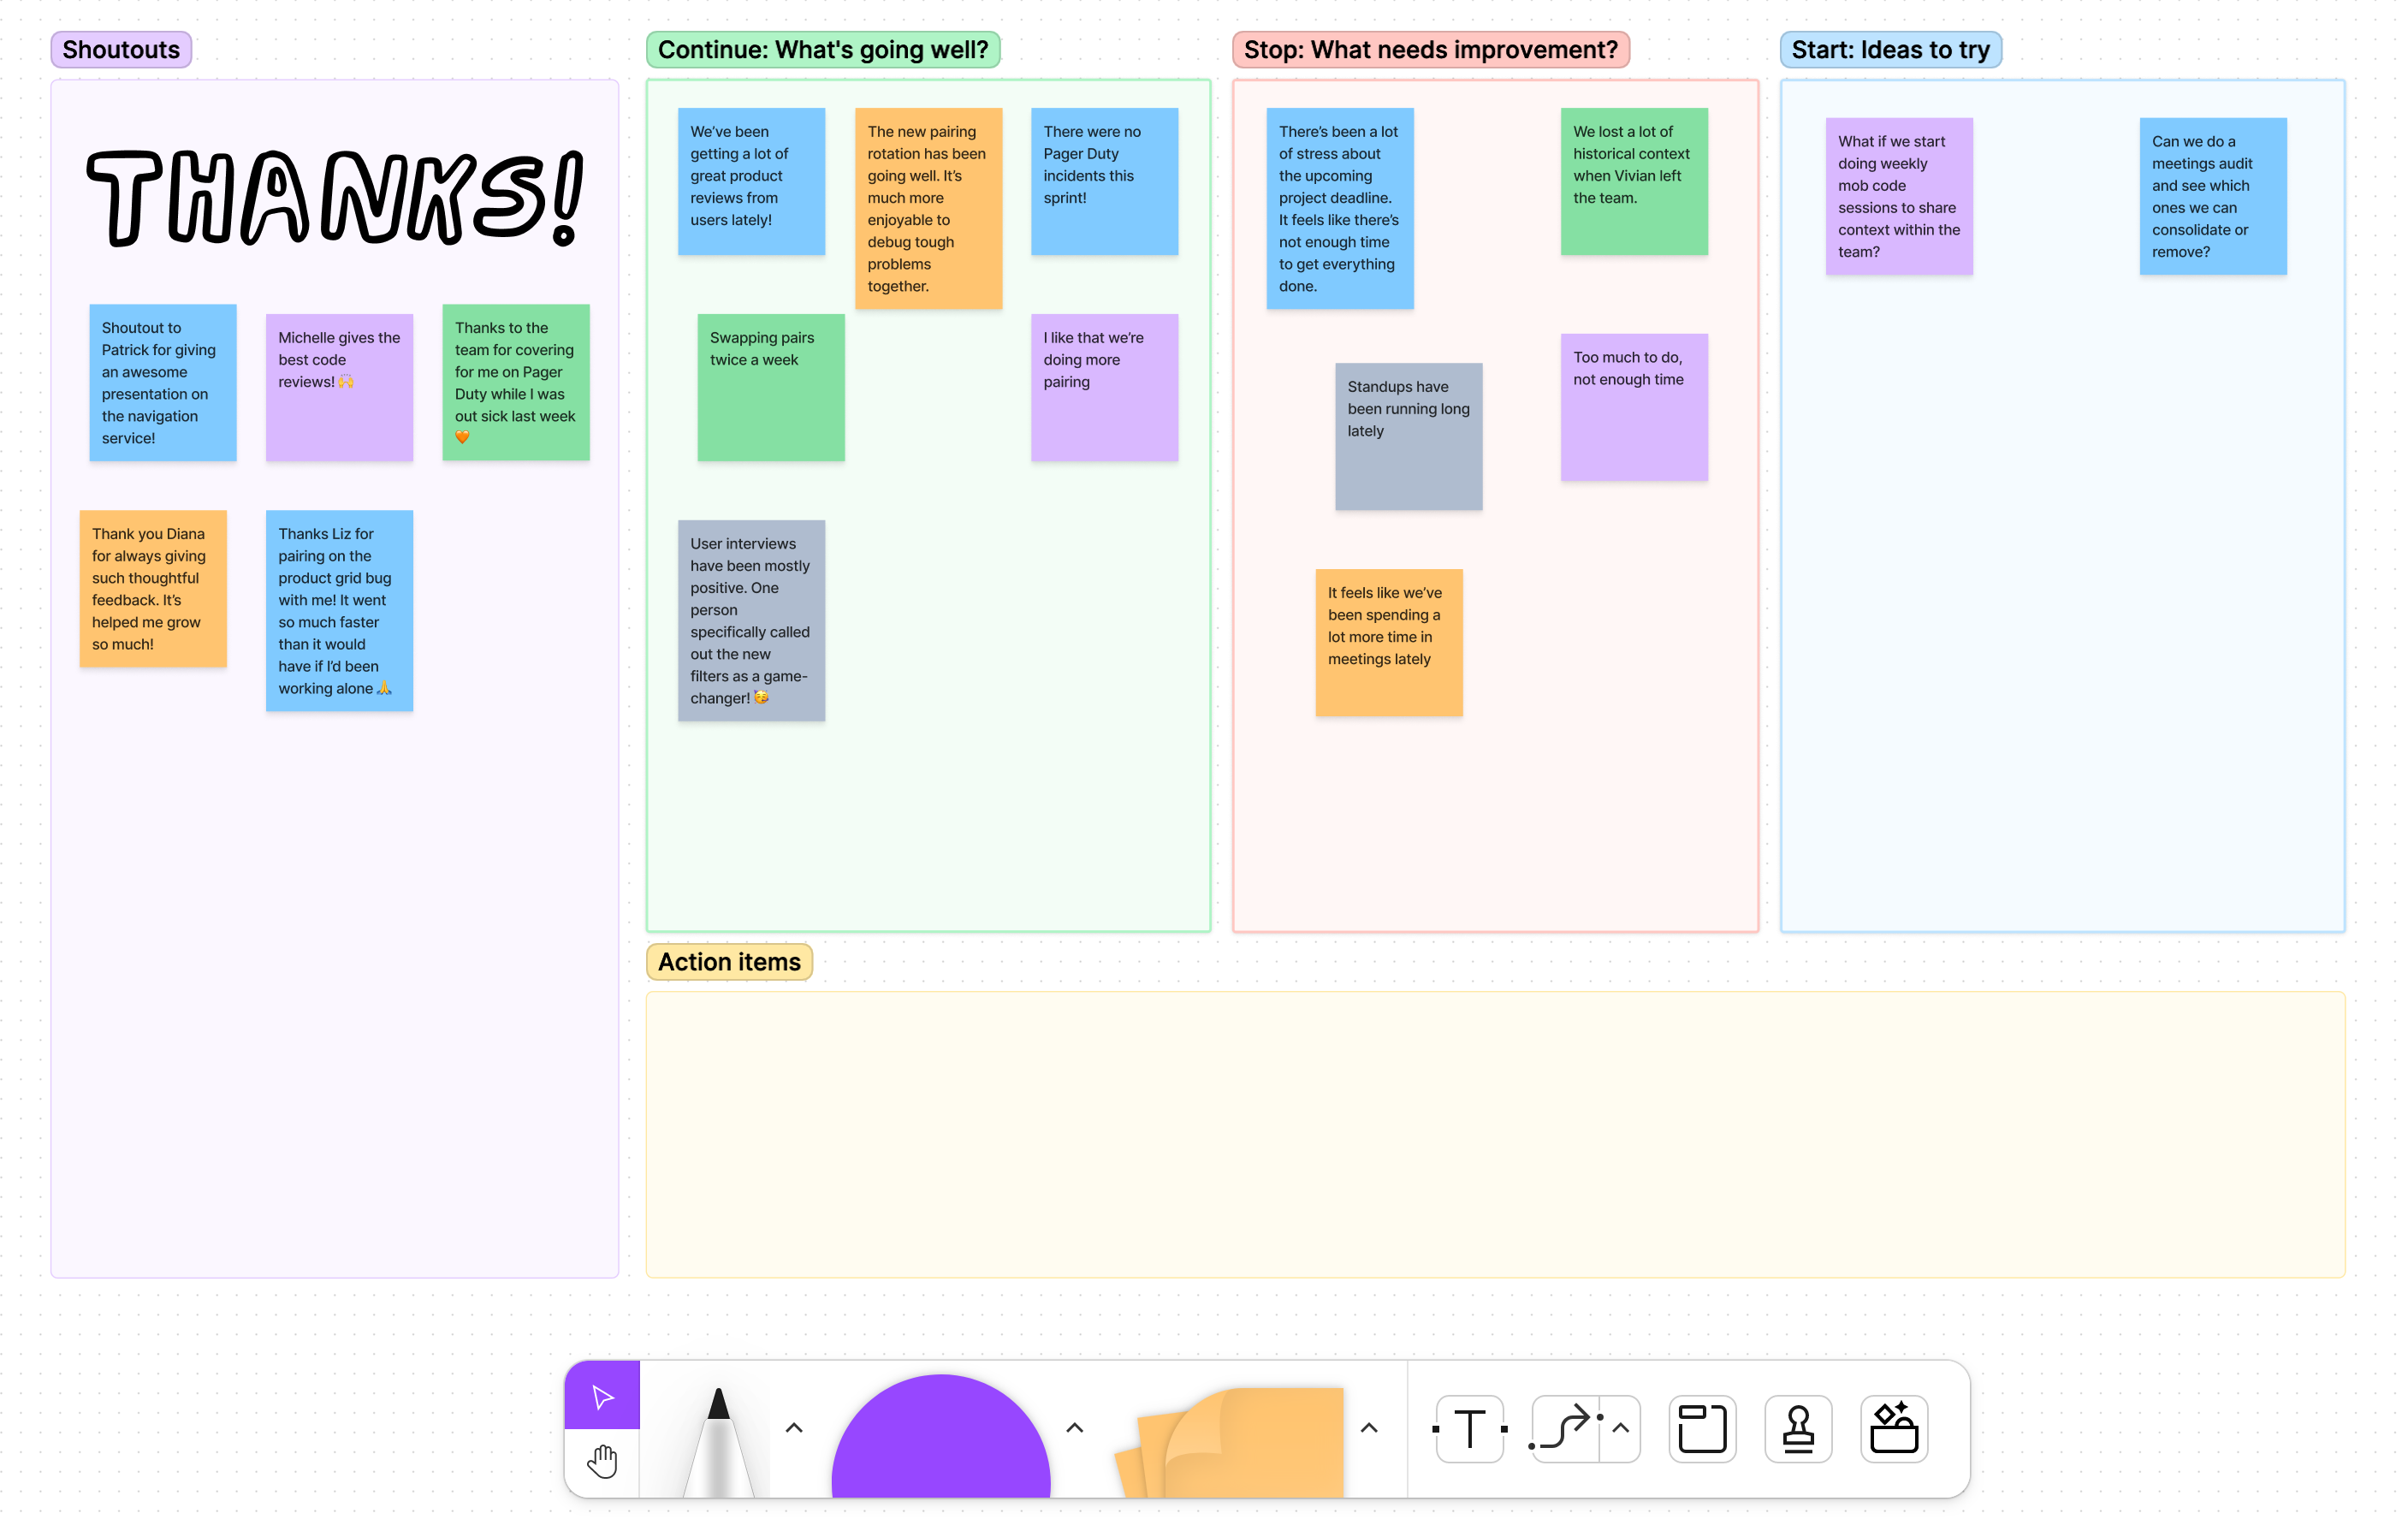 Shoutouts
THANKS!
Shoutout to
Patrick for giving
an awesome
presentation on
the navigation
service!
Michelle gives the
best code
reviews! 🙌
Thanks to the
team for covering
for me on Pager
Duty while I was
out sick last week
🧡
Thank you Diana
for always giving
such thoughtful
feedback. It’s
helped me grow
so much!
Thanks Liz for
pairing on the
product grid bug
with me! It went
so much faster
than it would
have if I’d been
working alone 🙏
Continue: What's going well?
We’ve been
getting a lot of
great product
reviews from
users lately!
The new pairing
rotation has been
going well. It’s
much more
enjoyable to
debug tough
problems
together.
There were no
Pager Duty
incidents this
sprint!
Swapping pairs
twice a week
I like that we’re
doing more
pairing
User interviews
have been mostly
positive. One
person
specifically called
out the new
filters as a game-
changer! 🥳
Stop: What needs improvement?
There’s been a lot
of stress about
the upcoming
project deadline.
It feels like there’s
not enough time
to get everything
done.
We lost a lot of
historical context
when Vivian left
the team.
Standups have
been running long
lately
Too much to do,
not enough time
It feels like we’ve
been spending a
lot more time in
meetings lately
Start: Ideas to try
What if we start
doing weekly
mob code
sessions to share
context within the
team?
Can we do a
meetings audit
and see which
ones we can
consolidate or
remove?
Action items
T